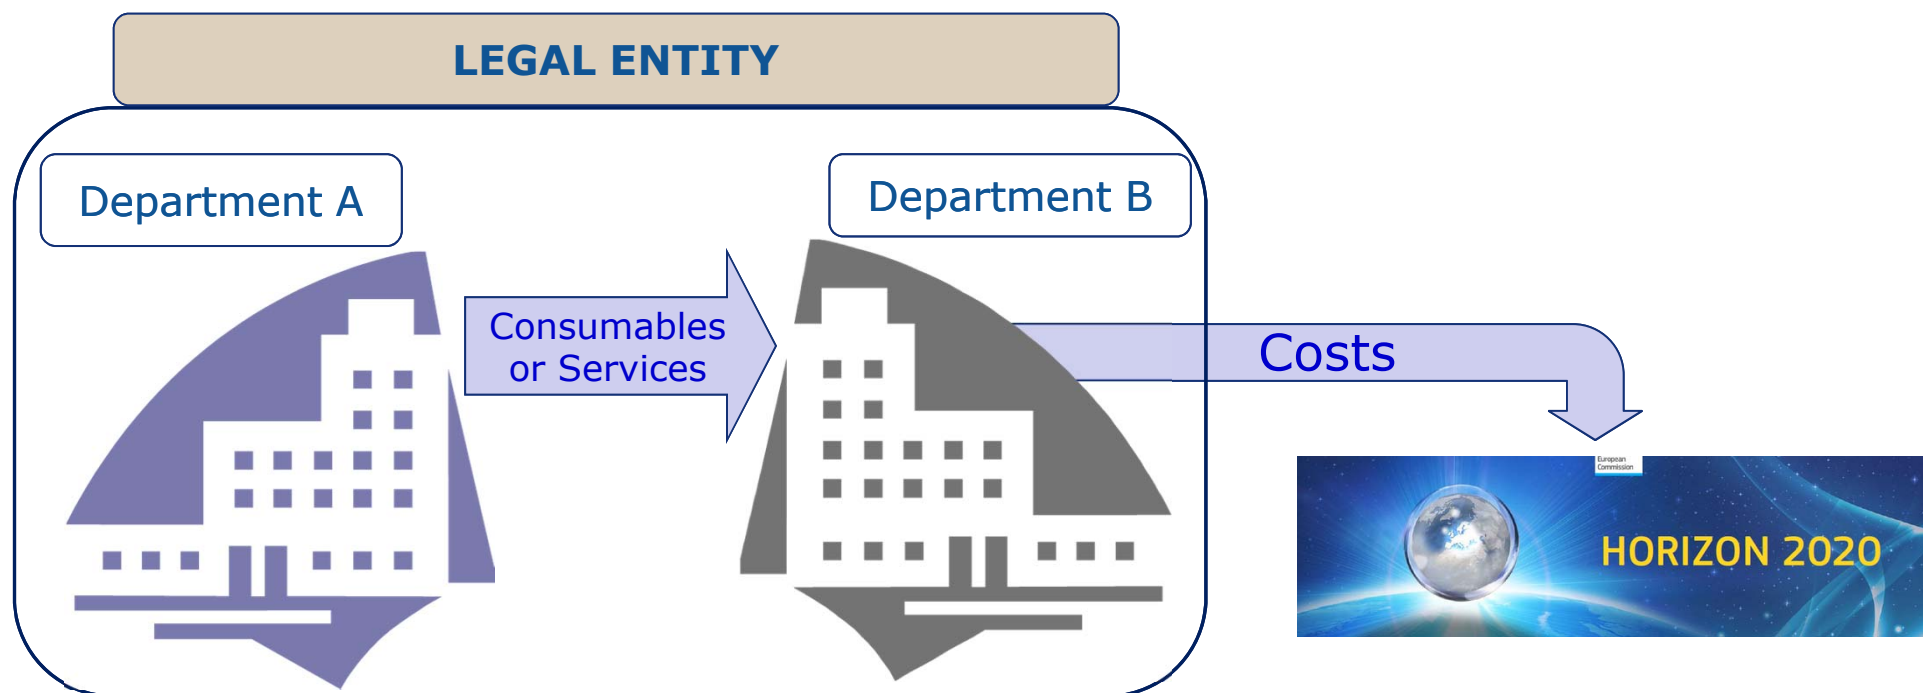 LEGAL ENTITY
Department A
Department B
Consumables
or Services
Costs
European
Commission
HORIZON 2020